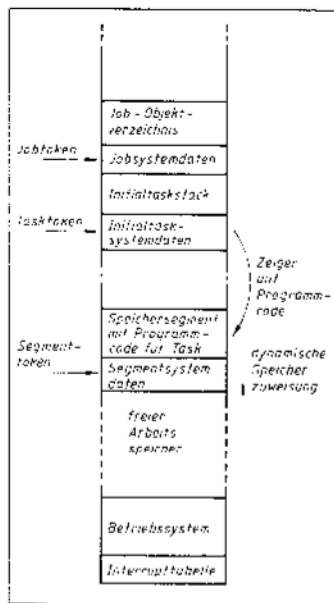 Job-Objekt-
verzeichnis
Jobtoken
Jobsystemdaten
Initialtaskstack
Tasktoken
Initialtask-
systemdaten
Zeiger
auf
Programm-
code
Speichersegment
mit Programm-
code für Task
Segment-
token
Segmentsystem
daten
dynamische
Speicher
zuweisung
freier
Arbeits
speicher
Betriebssystem
Interrupttabelle